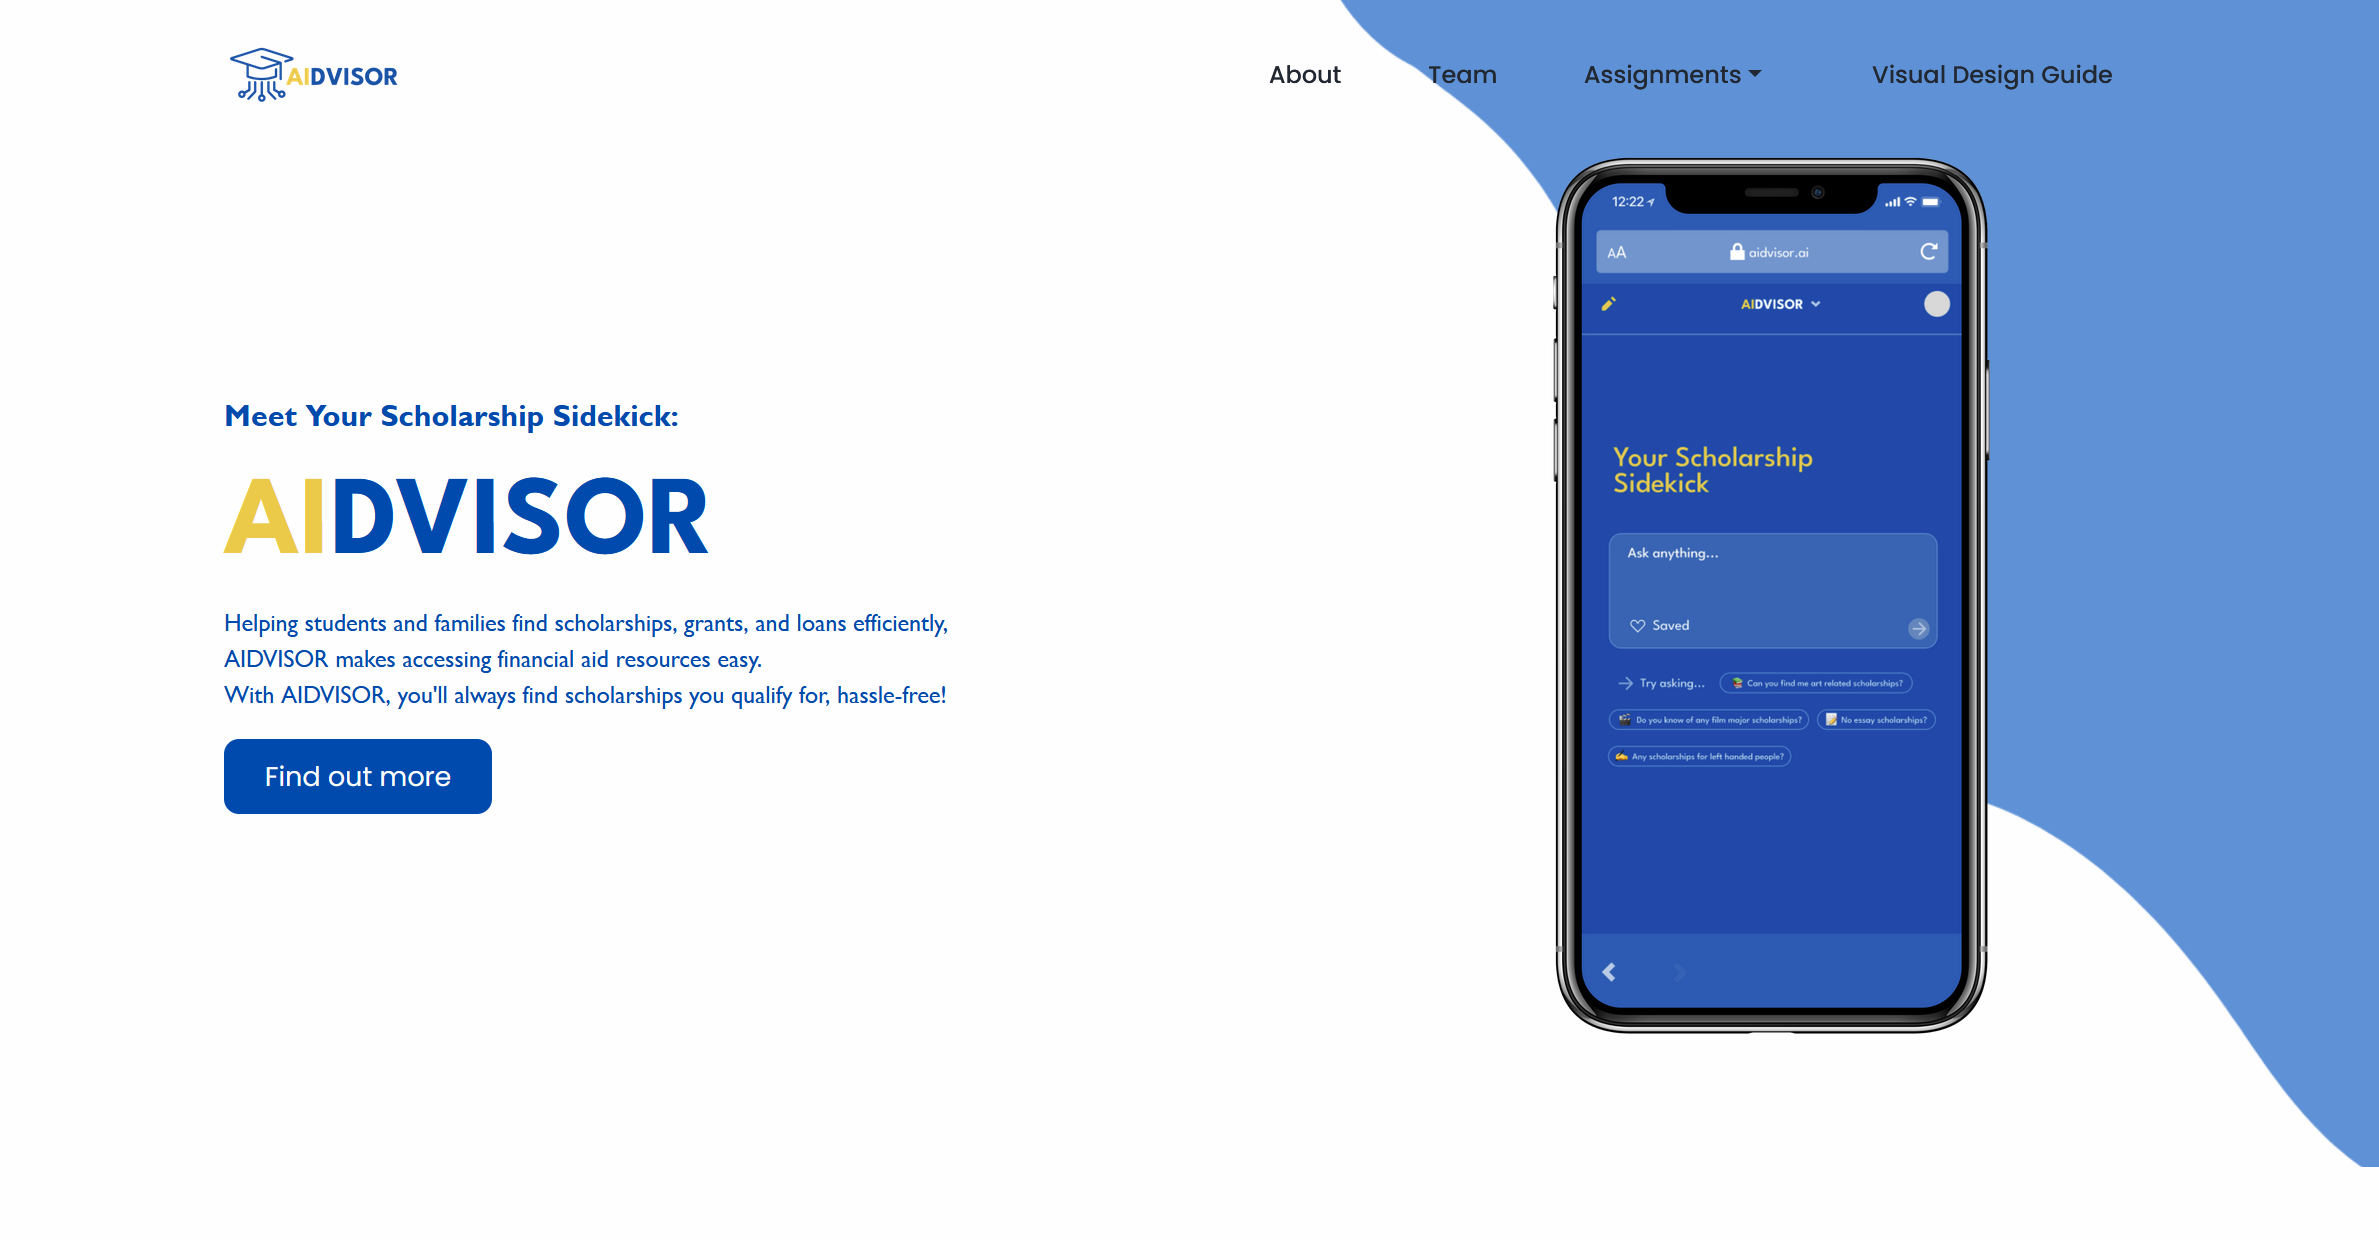 AIDVISOR
About
Team
Assignments
Visual Design Guide
Meet Your Scholarship Sidekick:
AIDVISOR
Helping students and families find scholarships, grants, and loans efficiently,
AIDVISOR makes accessing financial aid resources easy.
With AIDVISOR, you'll always find scholarships you qualify for, hassle-free!
Find out more
12:22
AA
aidvisor.ai
AIDVISOR
Your Scholarship
Sidekick
Ask anything...
Saved
Try asking...
Can you find me art related scholarships?
Do you know of any film major scholarships?
No essay scholarships?
Any scholarships for left handed people?